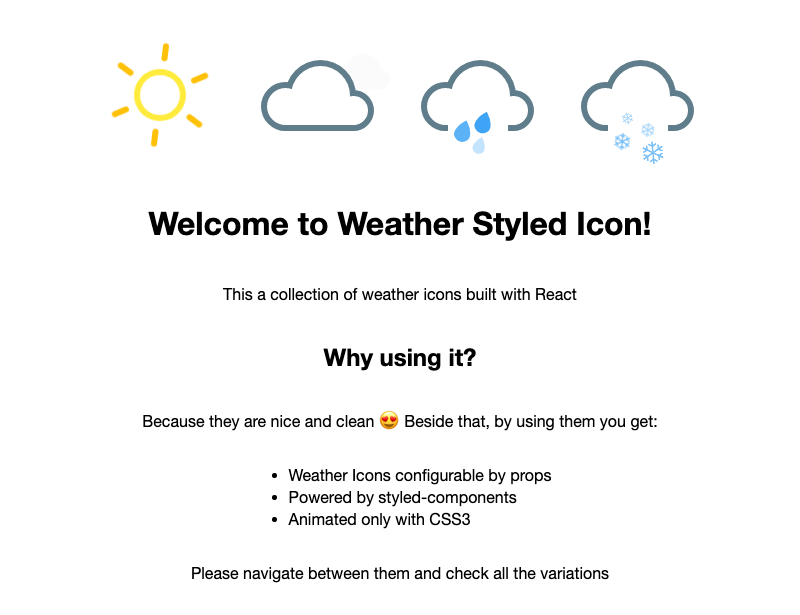 Welcome to Weather Styled Icon!
This a collection of weather icons built with React
Why using it?
Because they are nice and clean 😍 Beside that, by using them you get:
• Weather Icons configurable by props
• Powered by styled-components
• Animated only with CSS3
Please navigate between them and check all the variations